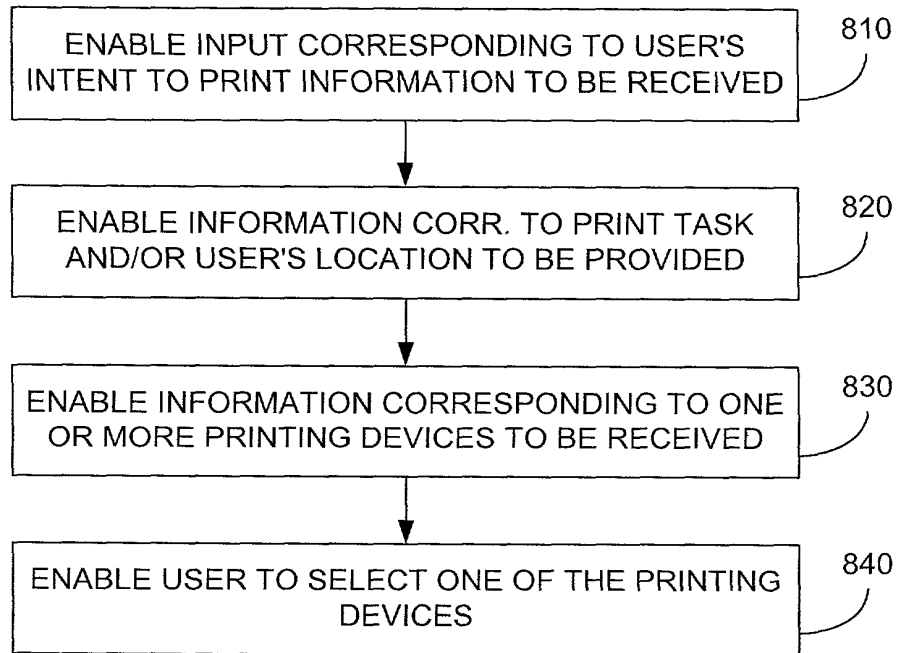 ENABLE INPUT CORRESPONDING TO USER'S
INTENT TO PRINT INFORMATION TO BE RECEIVED
810
ENABLE INFORMATION CORR. TO PRINT TASK
AND/OR USER'S LOCATION TO BE PROVIDED
820
ENABLE INFORMATION CORRESPONDING TO ONE
OR MORE PRINTING DEVICES TO BE RECEIVED
830
ENABLE USER TO SELECT ONE OF THE PRINTING
DEVICES
840